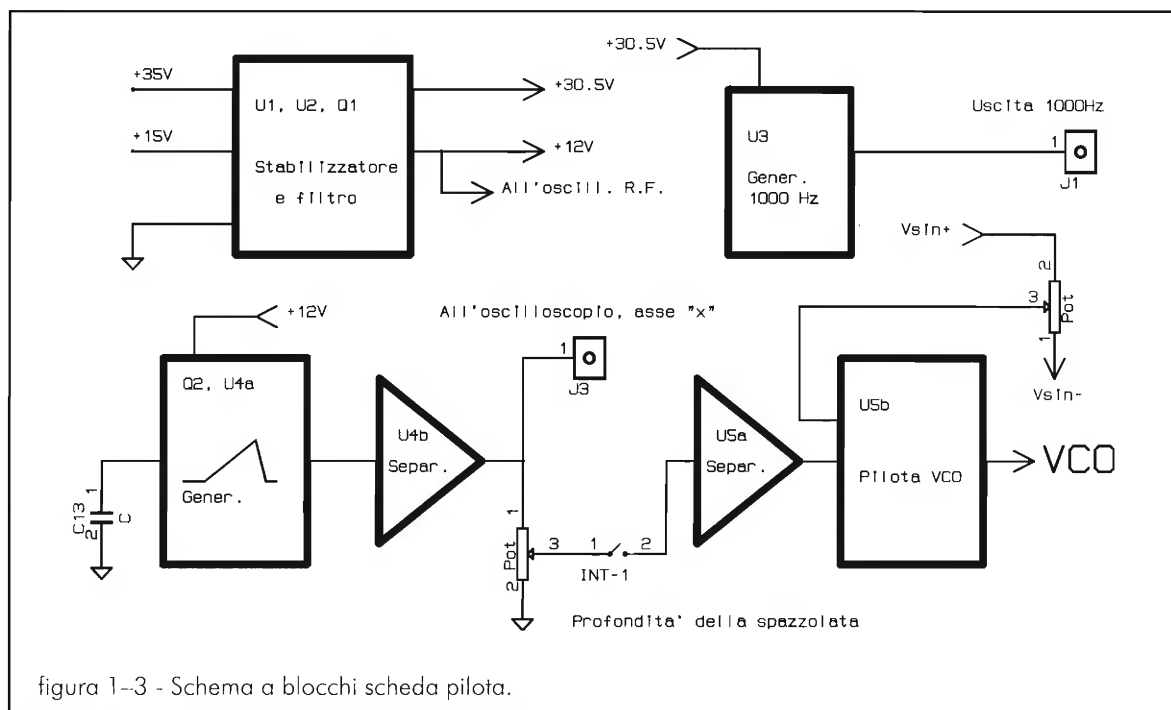 +35V
+15V
U1, U2, Q1
Stabilizzatore
e filtro
+30.5V
+12V
All'oscill. R.F.
+30.5V
U3
Gener.
1000 Hz
Uscita 1000Hz
1
J1
Vsin+
2
3
Pot
1
Vsin-
+12V
All'oscilloscopio, asse "x"
1
J3
Q2, U4a
Gener.
C13
1
2
C
U4b
Separ.
1
Pot
2
3
1
2
INT-1
Profondita' della spazzolata
U5a
Separ.
U5b
Pilota VCO
VCO
figura 1–3 - Schema a blocchi scheda pilota.